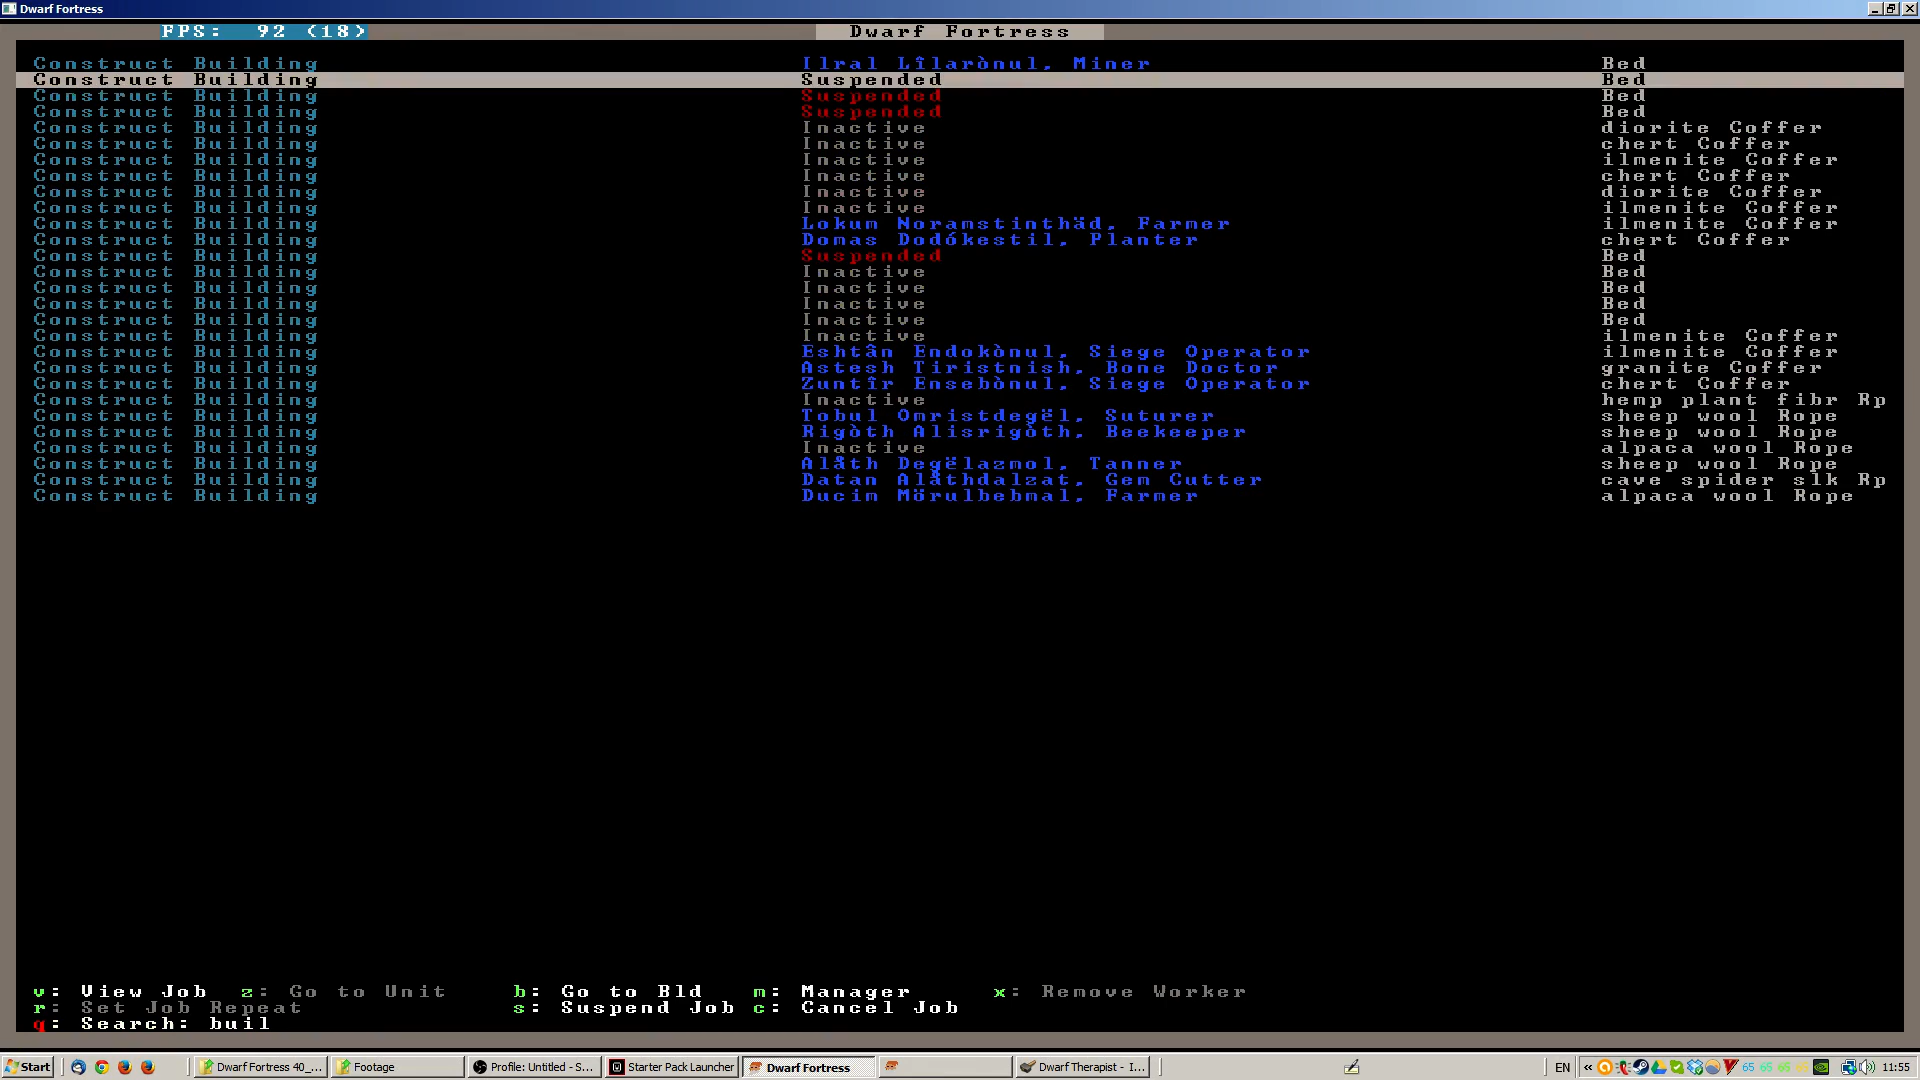 Dwarf Fortress
FPS: 92 (18) Dwarf Fortress
Construct Building Ilral Lîlarònul, Miner Bed
Construct Building Suspended Bed
Construct Building Suspended Bed
Construct Building Suspended Bed
Construct Building Inactive diorite Coffer
Construct Building Inactive chert Coffer
Construct Building Inactive ilmenite Coffer
Construct Building Inactive chert Coffer
Construct Building Inactive diorite Coffer
Construct Building Inactive ilmenite Coffer
Construct Building Lokum Noramstinthäd, Farmer ilmenite Coffer
Construct Building Domas Dodókestil, Planter chert Coffer
Construct Building Suspended Bed
Construct Building Inactive Bed
Construct Building Inactive Bed
Construct Building Inactive Bed
Construct Building Inactive Bed
Construct Building Inactive ilmenite Coffer
Construct Building Eshtân Endokònul, Siege Operator ilmenite Coffer
Construct Building Astesh Tiristnish, Bone Doctor granite Coffer
Construct Building Zuntîr Ensebònul, Siege Operator chert Coffer
Construct Building Inactive hemp plant fibr Rp
Construct Building Tobul Omristdegël, Suturer sheep wool Rope
Construct Building Rigòth Alisrigòth, Beekeeper sheep wool Rope
Construct Building Inactive alpaca wool Rope
Construct Building Alåth Degëlazmol, Tanner sheep wool Rope
Construct Building Datan Alåthdalzat, Gem Cutter cave spider slk Rp
Construct Building Ducim Mörulbebmal, Farmer alpaca wool Rope
v: View Job z: Go to Unit b: Go to Bld m: Manager x: Remove Worker
r: Set Job Repeat s: Suspend Job c: Cancel Job
q: Search: buil
Start Dwarf Fortress 40_... Footage Profile: Untitled - S... Starter Pack Launcher Dwarf Fortress Dwarf Therapist - I... EN « 65 65 65 65 11:55